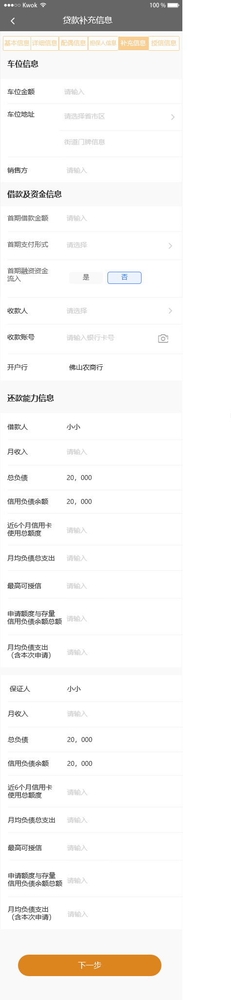 Kwok 100 %
贷款补充信息
基本信息 详细信息 配偶信息 担保人信息 补充信息 授信信息
车位信息
车位金额 请输入
车位地址 请选择省市区
街道门牌信息
销售方 请输入
借款及资金信息
首期借款金额 请输入
首期支付形式 请选择
首期融资资金
流入 是 否
收款人 请选择
收款账号 请输入银行卡号
开户行 佛山农商行
还款能力信息
借款人 小小
月收入 请输入
总负债 20，000
信用负债余额 20，000
近6个月信用卡
使用总额度 请输入
月均负债总支出 请输入
最高可授信 请输入
申请额度与存量
信用负债余额总额 请输入
月均负债支出
（含本次申请） 请输入
保证人 小小
月收入 请输入
总负债 20，000
信用负债余额 20，000
近6个月信用卡
使用总额度 请输入
月均负债总支出 请输入
最高可授信 请输入
申请额度与存量
信用负债余额总额 请输入
月均负债支出
（含本次申请） 请输入
下一步